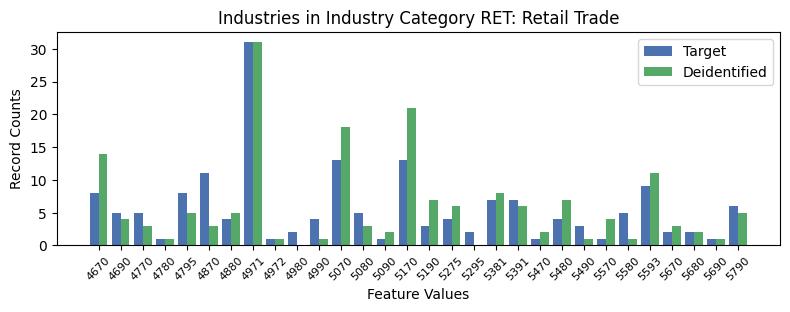 Industries in Industry Category RET: Retail Trade
Target
Deidentified
Record Counts
30
25
20
15
10
5
0
4670 4690 4770 4780 4795 4870 4880 4971 4972 4980 4990 5070 5080 5090 5170 5190 5275 5295 5381 5391 5470 5480 5490 5570 5580 5593 5670 5680 5690 5790
Feature Values